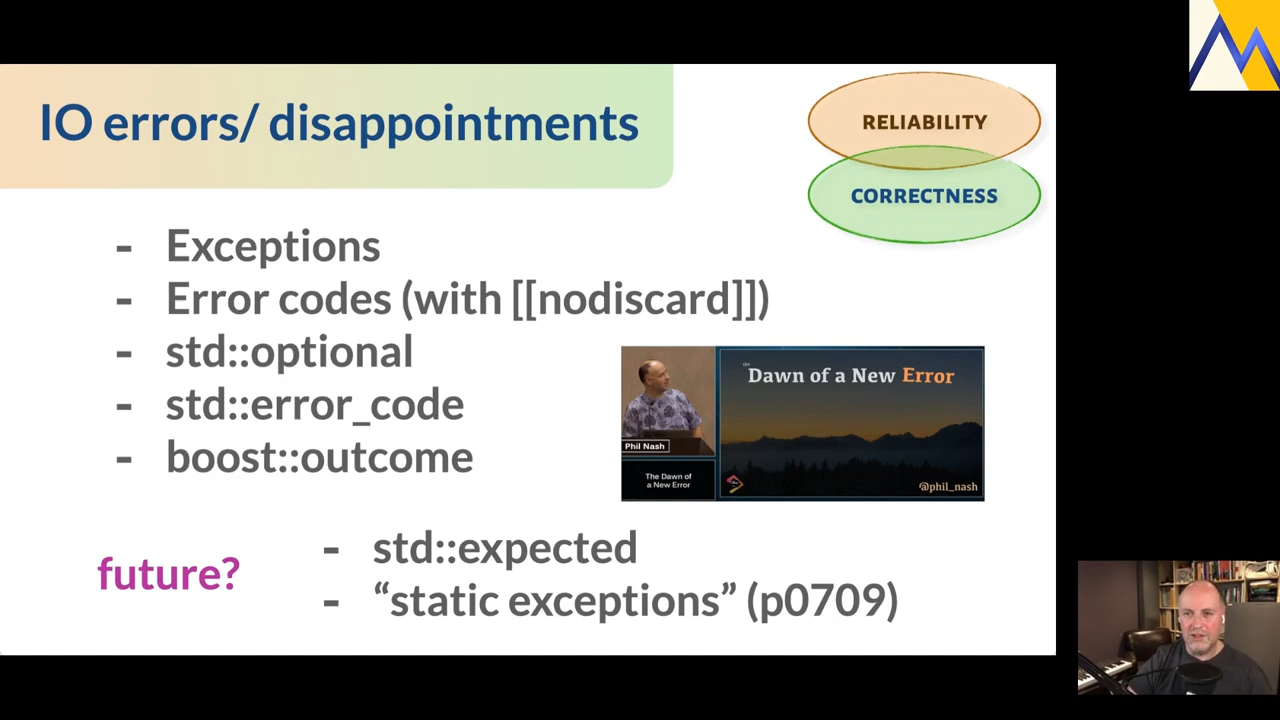 IO errors/ disappointments
RELIABILITY
CORRECTNESS
- Exceptions
- Error codes (with [[nodiscard]])
- std::optional
- std::error_code
- boost::outcome
the
Dawn of a New Error
Phil Nash
The Dawn of
a New Error
@phil_nash
future?
- std::expected
- “static exceptions” (p0709)